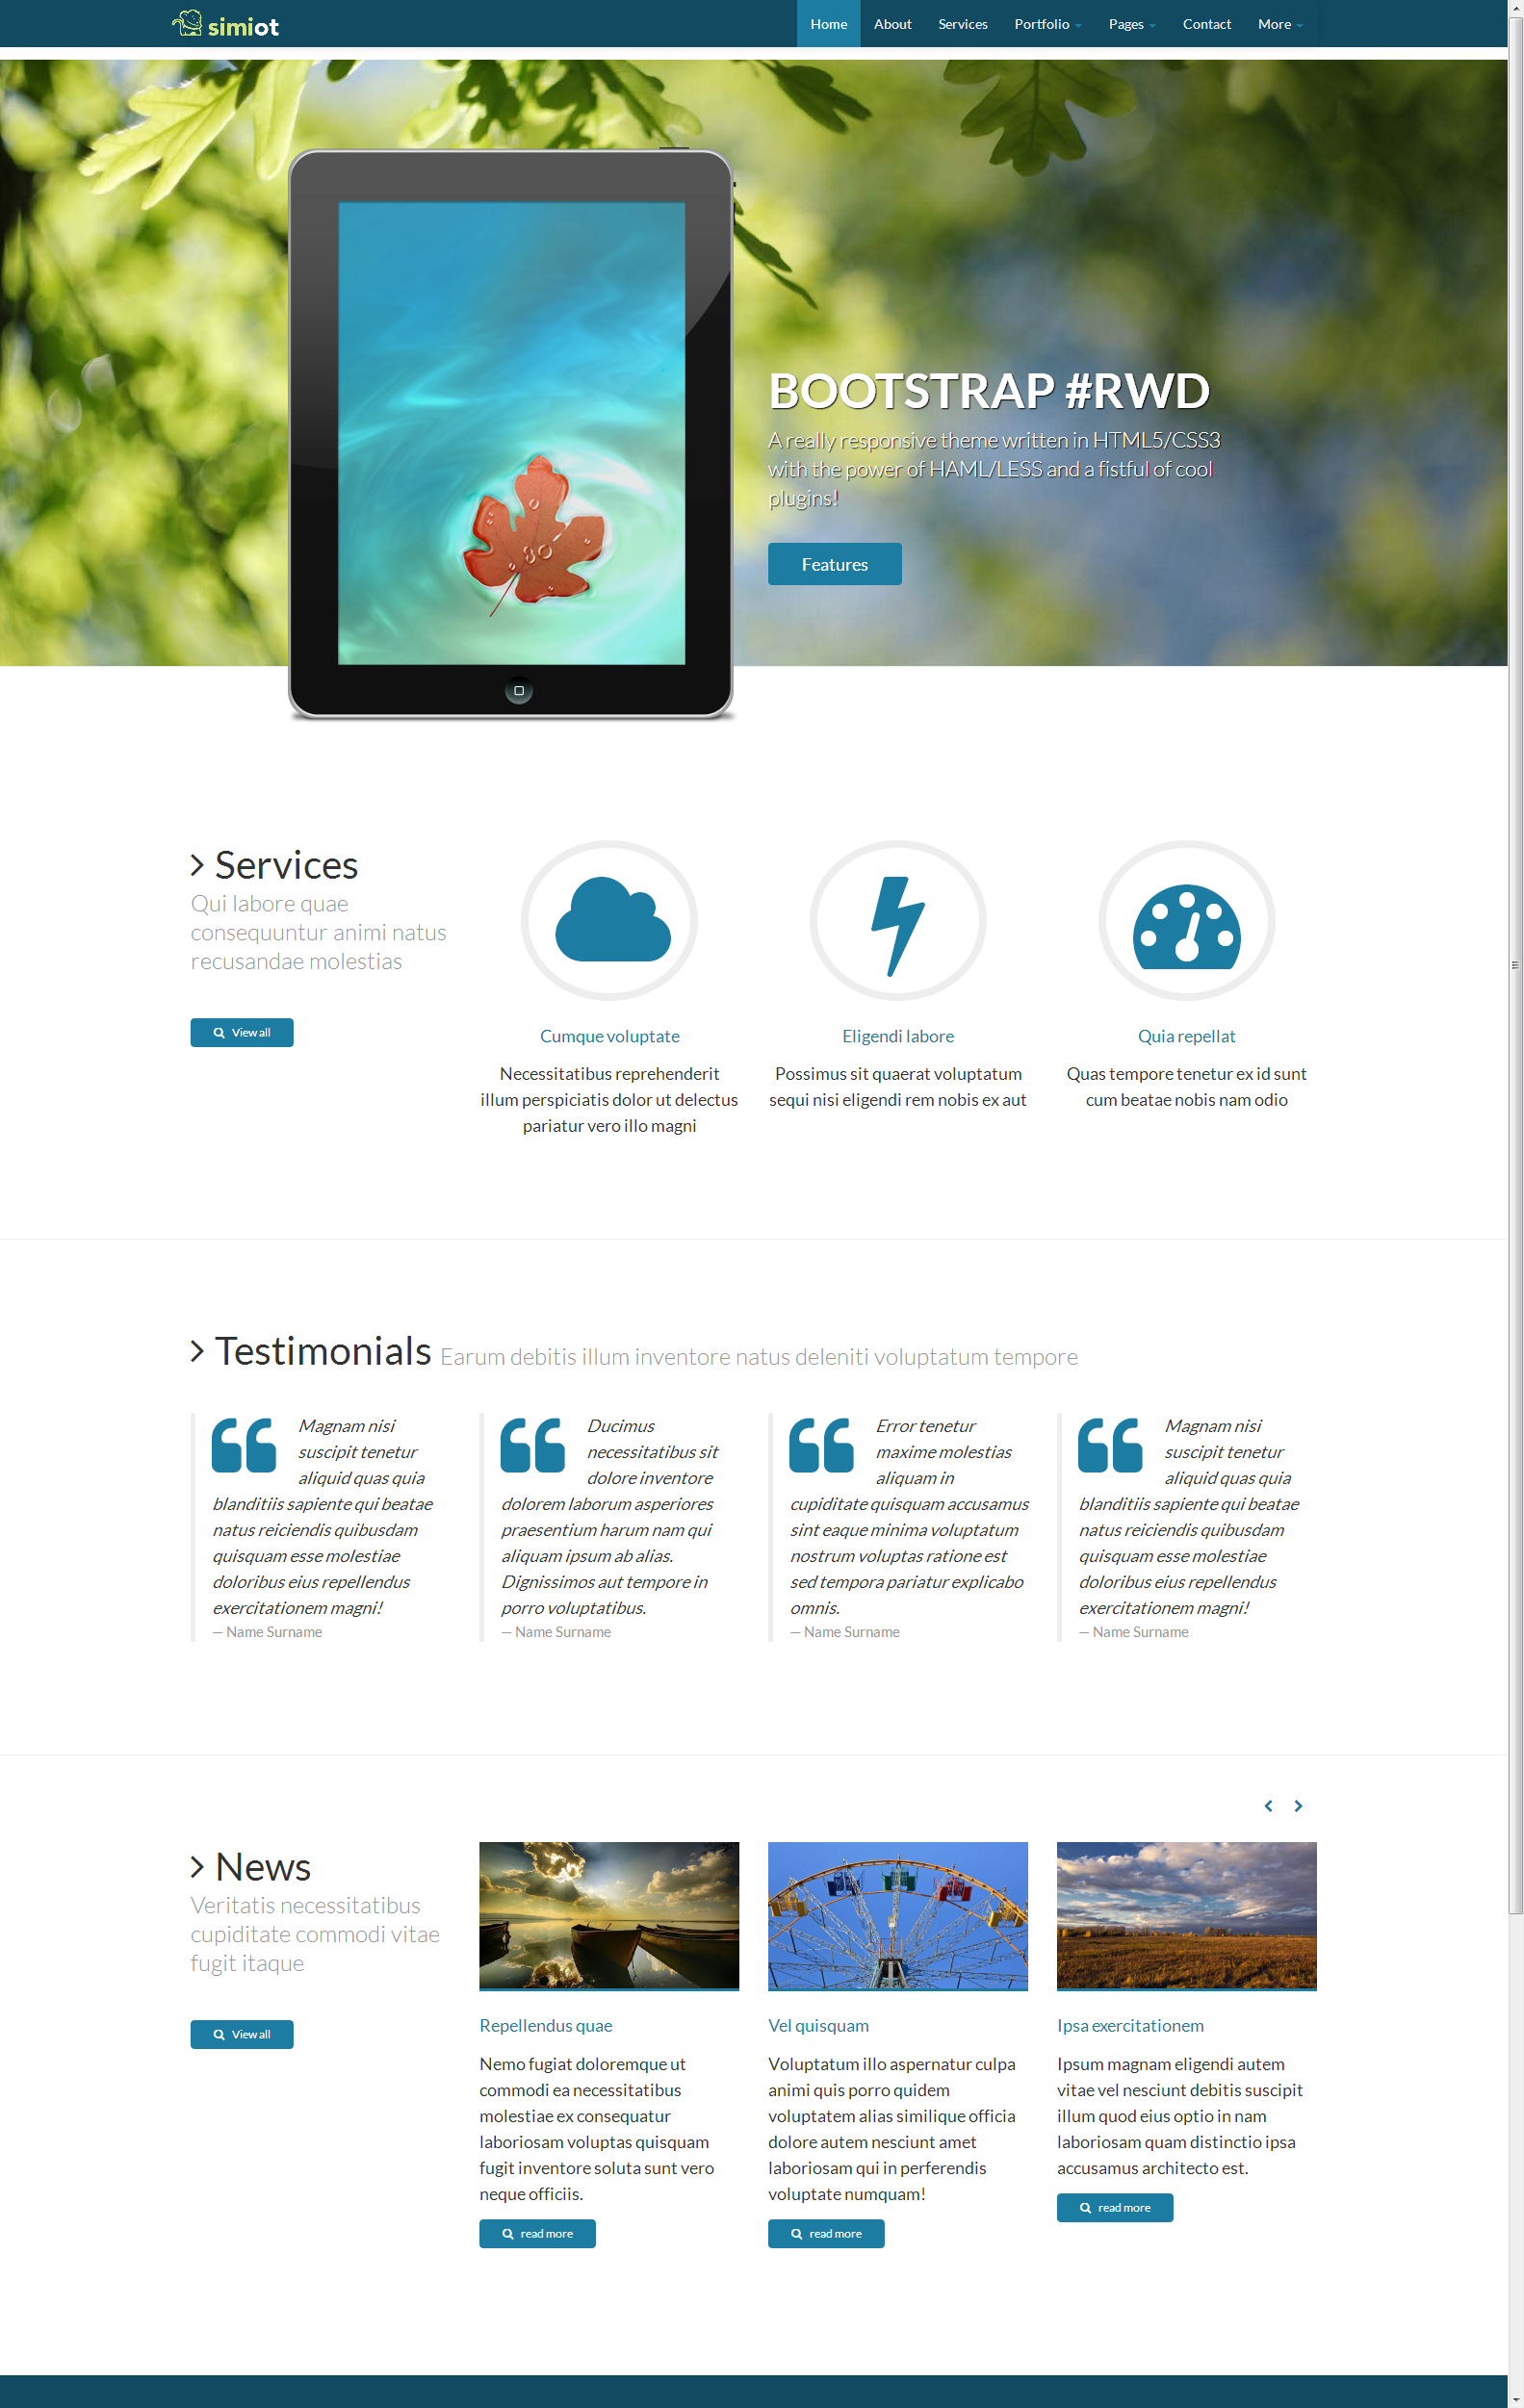 simiot
Home About Services Portfolio Pages Contact More
BOOTSTRAP #RWD
A really responsive theme written in HTML5/CSS3
with the power of HAML/LESS and a fistful of cool
plugins!
Features
Services
Qui labore quae
consequuntur animi natus
recusandae molestias
View all
Cumque voluptate
Necessitatibus reprehenderit
illum perspiciatis dolor ut delectus
pariatur vero illo magni
Eligendi labore
Possimus sit quaerat voluptatum
sequi nisi eligendi rem nobis ex aut
Quia repellat
Quas tempore tenetur ex id sunt
cum beatae nobis nam odio
Testimonials Earum debitis illum inventore natus deleniti voluptatum tempore
Magnam nisi
suscipit tenetur
aliquid quas quia
blanditiis sapiente qui beatae
natus reiciendis quibusdam
quisquam esse molestiae
doloribus eius repellendus
exercitationem magni!
— Name Surname
Ducimus
necessitatibus sit
dolore inventore
dolorem laborum asperiores
praesentium harum nam qui
aliquam ipsum ab alias.
Dignissimos aut tempore in
porro voluptatibus.
— Name Surname
Error tenetur
maxime molestias
aliquam in
cupiditate quisquam accusamus
sint eaque minima voluptatum
nostrum voluptas ratione est
sed tempora pariatur explicabo
omnis.
— Name Surname
Magnam nisi
suscipit tenetur
aliquid quas quia
blanditiis sapiente qui beatae
natus reiciendis quibusdam
quisquam esse molestiae
doloribus eius repellendus
exercitationem magni!
— Name Surname
News
Veritatis necessitatibus
cupiditate commodi vitae
fugit itaque
View all
Repellendus quae
Nemo fugiat doloremque ut
commodi ea necessitatibus
molestiae ex consequatur
laboriosam voluptas quisquam
fugit inventore soluta sunt vero
neque officiis.
read more
Vel quisquam
Voluptatum illo aspernatur culpa
animi quis porro quidem
voluptatem alias similique officia
dolore autem nesciunt amet
laboriosam qui in perferendis
voluptate numquam!
read more
Ipsa exercitationem
Ipsum magnam eligendi autem
vitae vel nesciunt debitis suscipit
illum quod eius optio in nam
laboriosam quam distinctio ipsa
accusamus architecto est.
read more